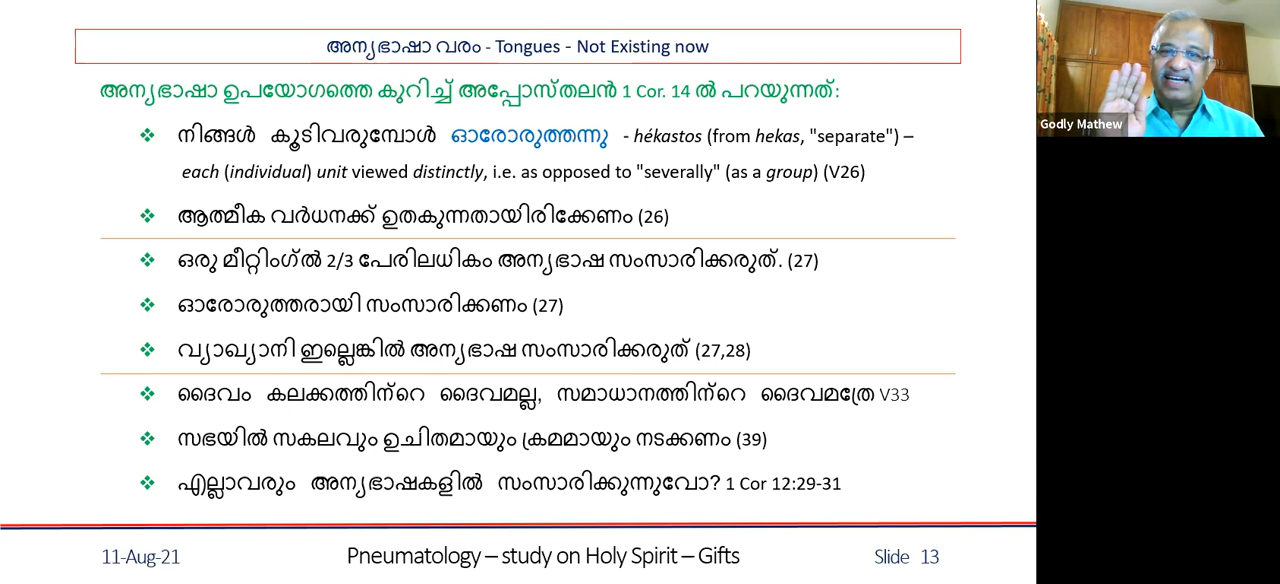 അന്യഭാഷാ വരം - Tongues - Not Existing now
അന്യഭാഷാ ഉപയോഗത്തെ കുറിച്ച് അപ്പോസ്തലൻ 1 Cor. 14 ൽ പറയുന്നത്:
❖ നിങ്ങൾ കൂടിവരുമ്പോൾ ഓരോരുത്തന്നു - hékastos (from hekas, "separate") –
each (individual) unit viewed distinctly, i.e. as opposed to "severally" (as a group) (V26)
❖ ആത്മീക വർധനക്ക് ഉതകുന്നതായിരിക്കേണം (26)
❖ ഒരു മീറ്റിംഗ്ൽ 2/3 പേരിലധികം അന്യഭാഷ സംസാരിക്കരുത്. (27)
❖ ഓരോരുത്തരായി സംസാരിക്കണം (27)
❖ വ്യാഖ്യാനി ഇല്ലെങ്കിൽ അന്യഭാഷ സംസാരിക്കരുത് (27,28)
❖ ദൈവം കലക്കത്തിന്റെ ദൈവമല്ല, സമാധാനത്തിന്റെ ദൈവമത്രേ V33
❖ സഭയിൽ സകലവും ഉചിതമായും ക്രമമായും നടക്കണം (39)
❖ എല്ലാവരും അന്യഭാഷകളിൽ സംസാരിക്കുന്നുവോ? 1 Cor 12:29-31
11-Aug-21 Pneumatology – study on Holy Spirit – Gifts Slide 13
Godly Mathew